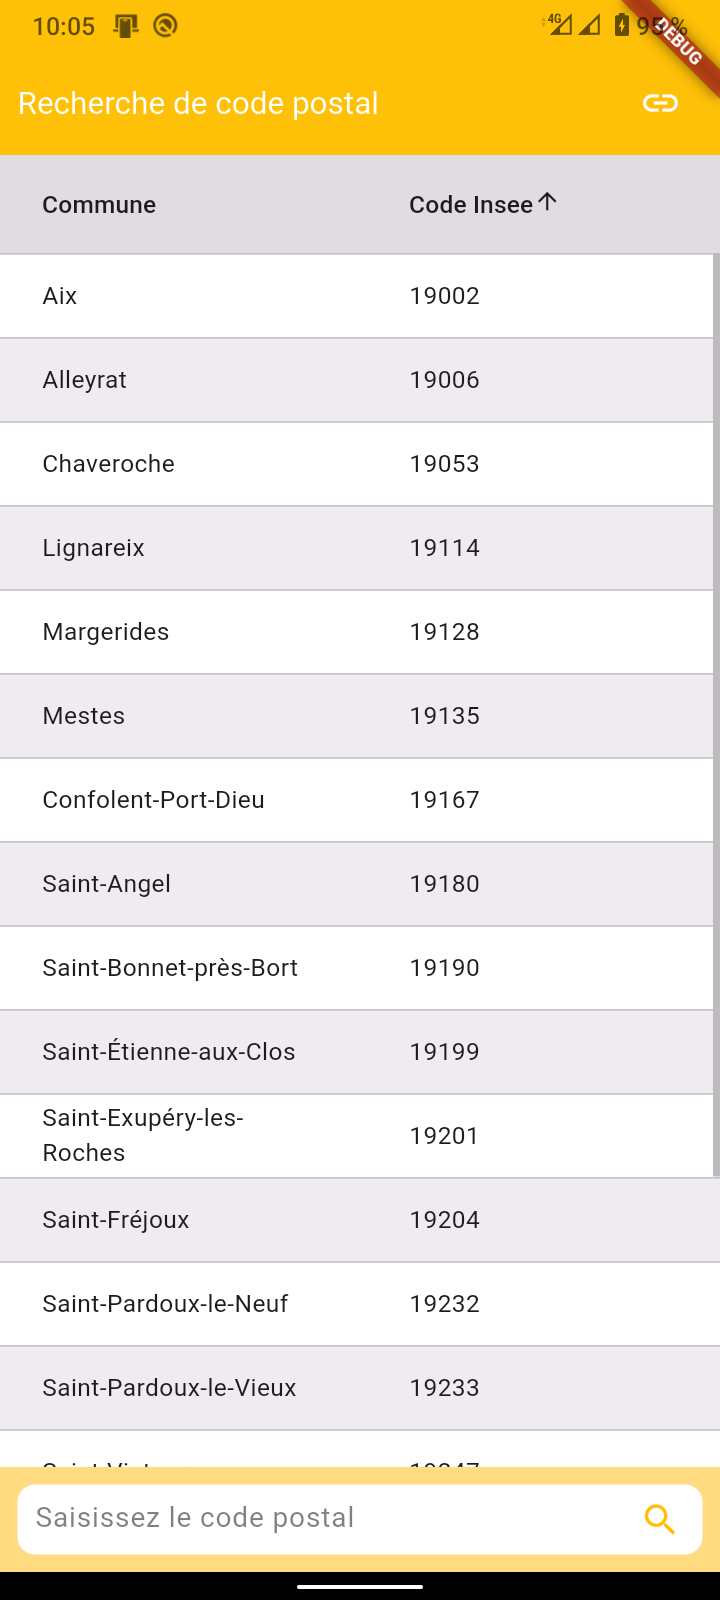 10:05 4G 95%
DEBUG
Recherche de code postal
Commune Code Insee
Aix 19002
Alleyrat 19006
Chaveroche 19053
Lignareix 19114
Margerides 19128
Mestes 19135
Confolent-Port-Dieu 19167
Saint-Angel 19180
Saint-Bonnet-près-Bort 19190
Saint-Étienne-aux-Clos 19199
Saint-Exupéry-les-
Roches 19201
Saint-Fréjoux 19204
Saint-Pardoux-le-Neuf 19232
Saint-Pardoux-le-Vieux 19233
Saisissez le code postal